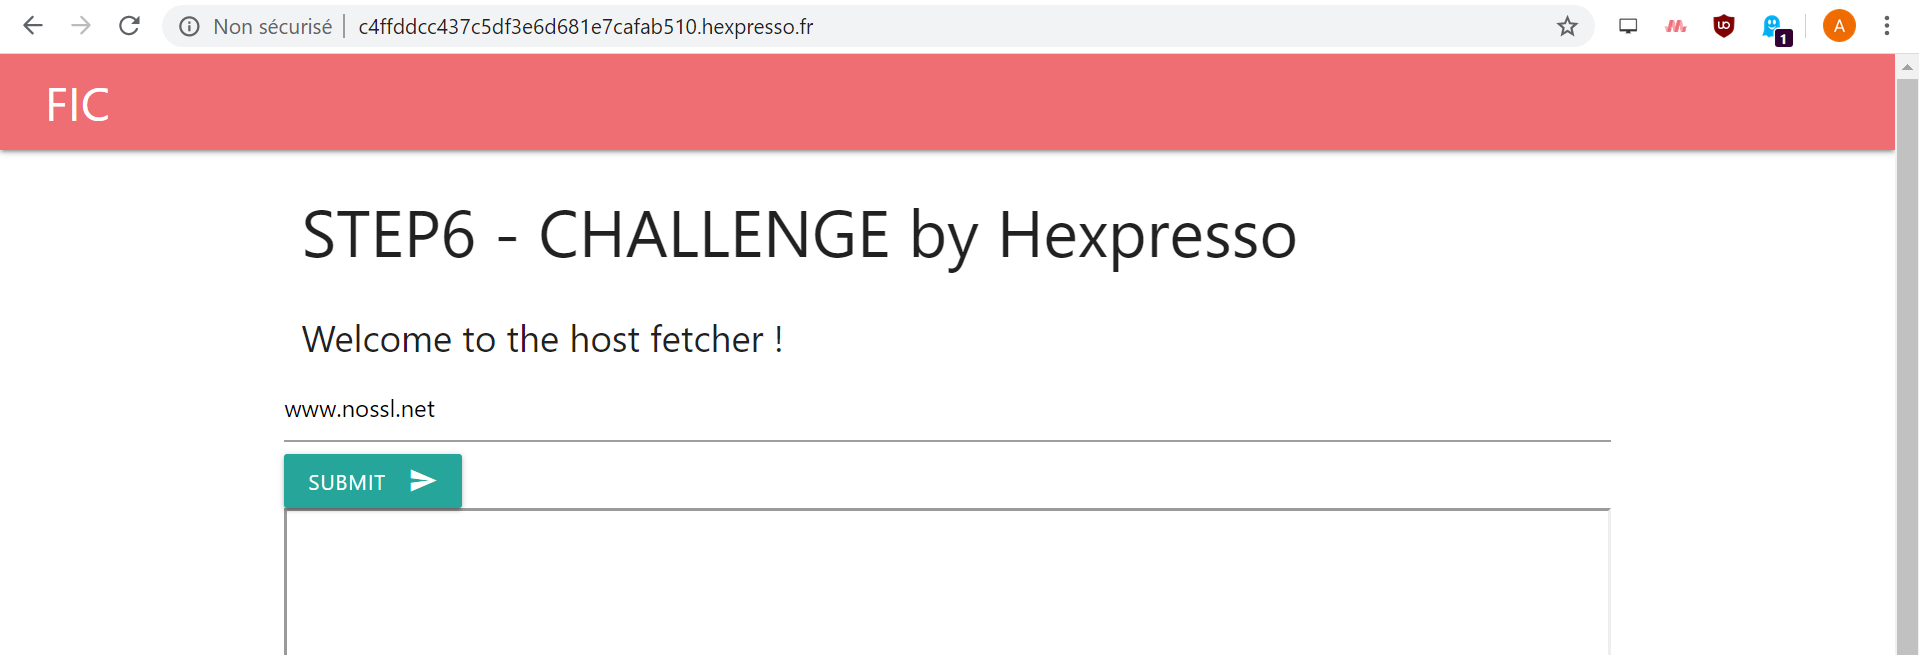 Non sécurisé c4ffddcc437c5df3e6d681e7cafab510.hexpresso.fr
1
A
FIC
STEP6 - CHALLENGE by Hexpresso
Welcome to the host fetcher !
www.nossl.net
SUBMIT